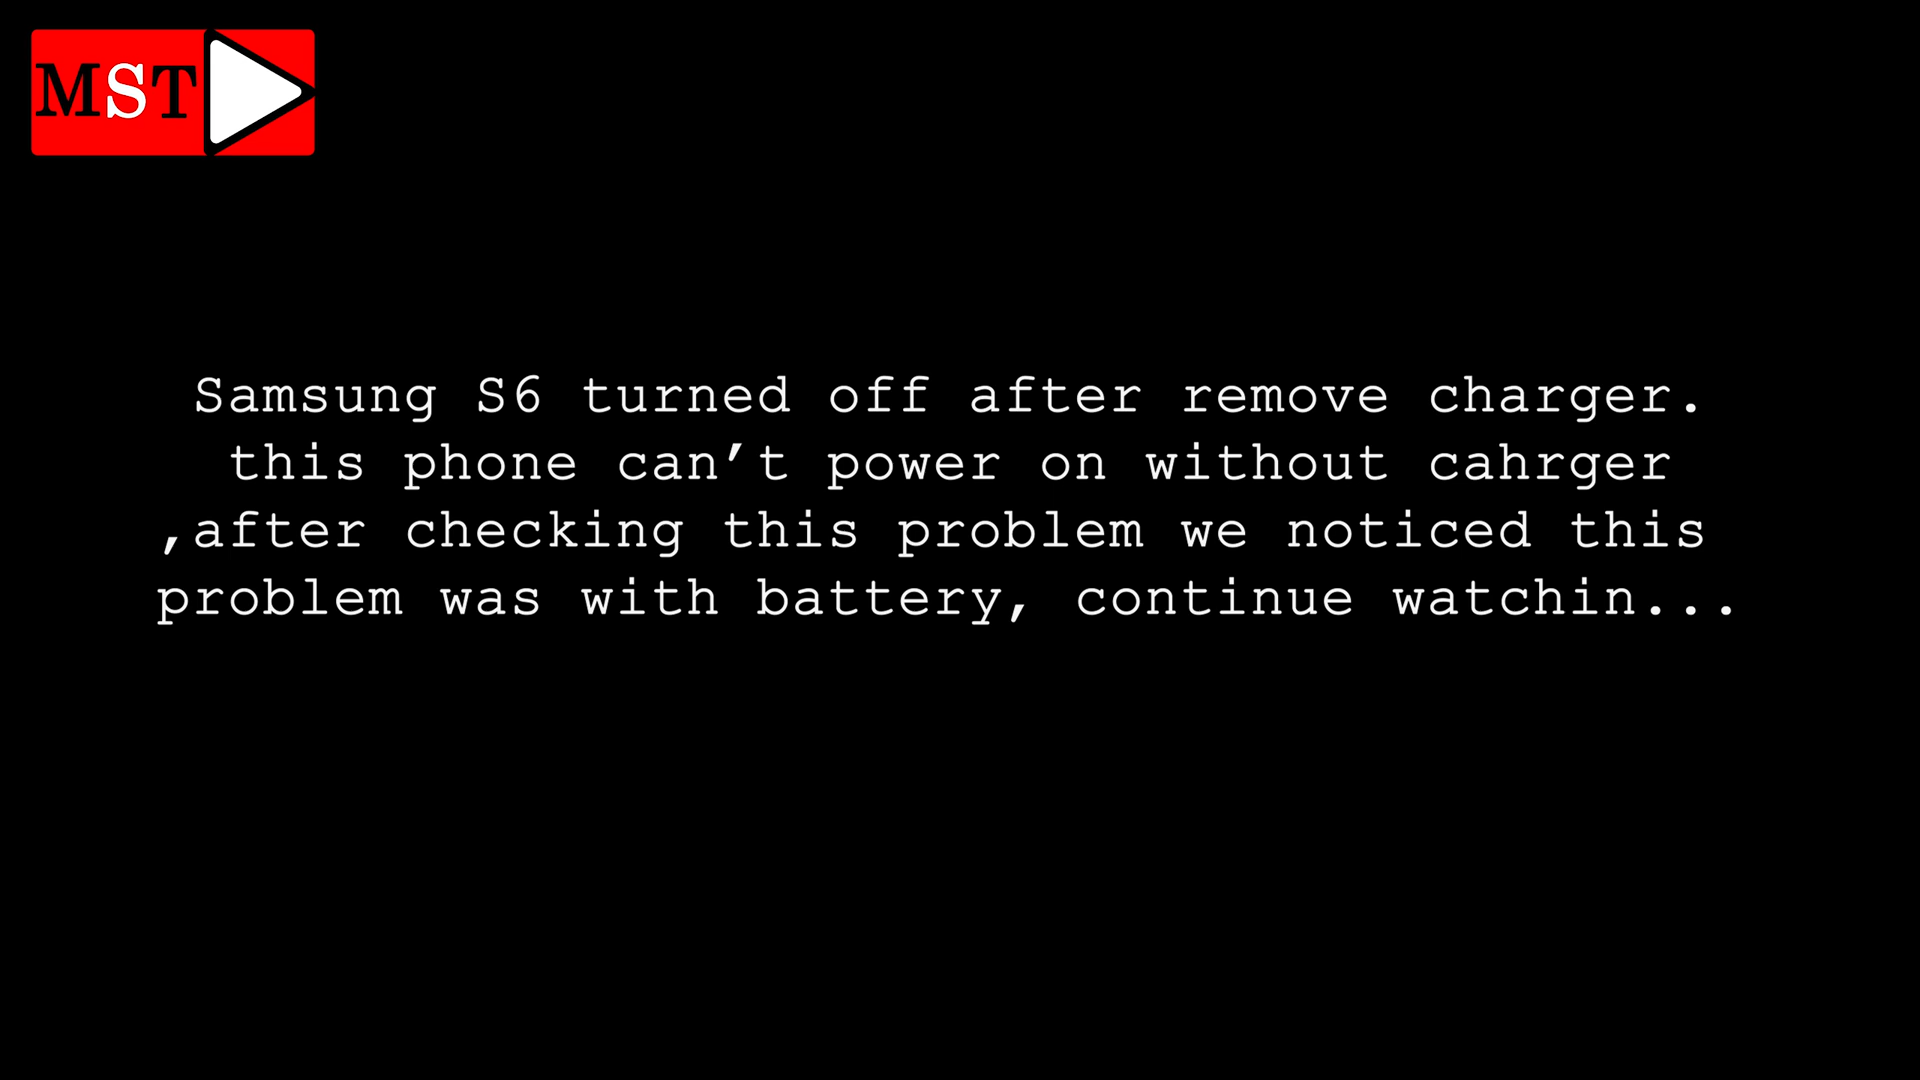 MST
Samsung S6 turned off after remove charger.
this phone can’t power on without cahrger
,after checking this problem we noticed this
problem was with battery, continue watchin...